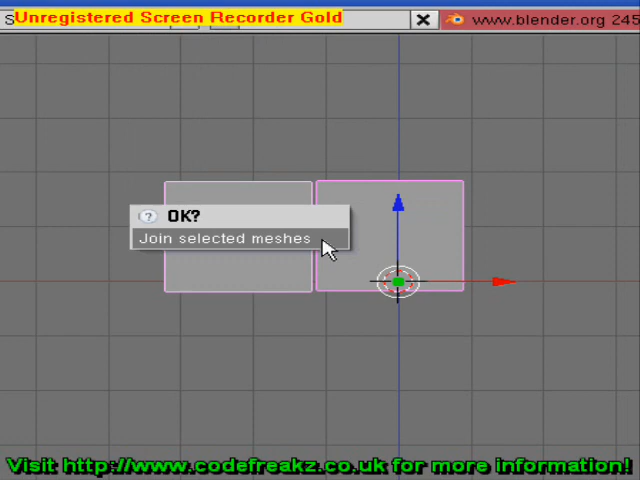 Unregistered Screen Recorder Gold
S
www.blender.org 245
OK?
Join selected meshes
Visit http://www.codefreakz.co.uk for more information!